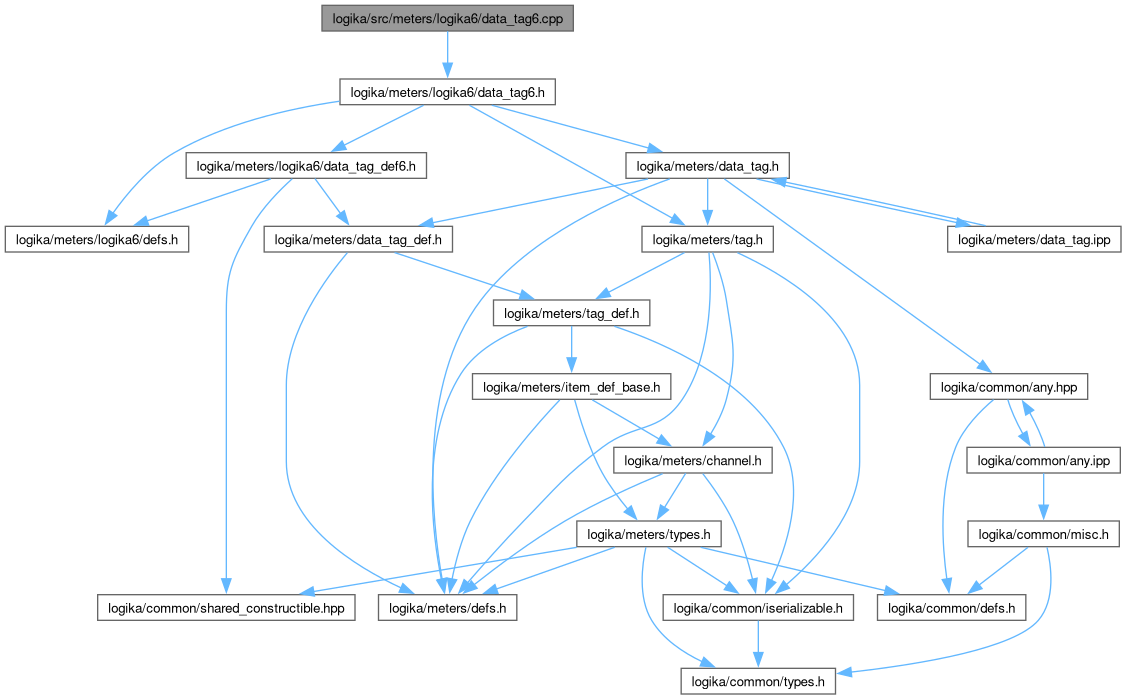 logika/src/meters/logika6/data_tag6.cpp
logika/meters/logika6/data_tag6.h
logika/meters/logika6/data_tag_def6.h
logika/meters/data_tag.h
logika/meters/logika6/defs.h
logika/meters/data_tag_def.h
logika/meters/tag.h
logika/meters/data_tag.ipp
logika/meters/tag_def.h
logika/meters/item_def_base.h
logika/common/any.hpp
logika/meters/channel.h
logika/common/any.ipp
logika/meters/types.h
logika/common/misc.h
logika/common/shared_constructible.hpp
logika/meters/defs.h
logika/common/iserializable.h
logika/common/defs.h
logika/common/types.h